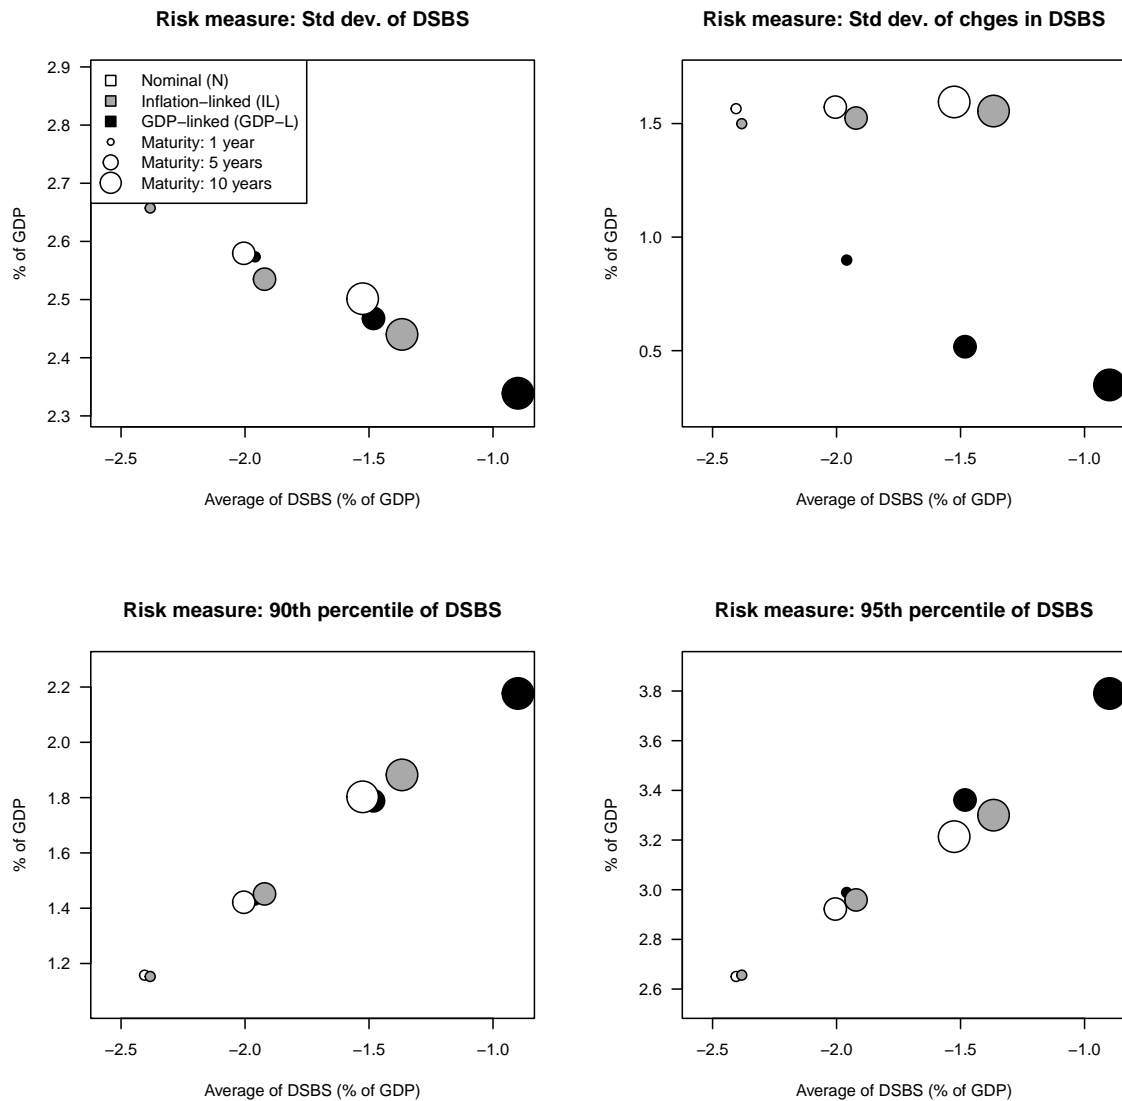 Risk measure: Std dev. of DSBS
2.9
2.8
2.7
2.6
2.5
2.4
2.3
% of GDP
Nominal (N)
Inflation−linked (IL)
GDP−linked (GDP−L)
Maturity: 1 year
Maturity: 5 years
Maturity: 10 years
−2.5 −2.0 −1.5 −1.0
Average of DSBS (% of GDP)
Risk measure: Std dev. of chges in DSBS
1.5
1.0
0.5
% of GDP
−2.5 −2.0 −1.5 −1.0
Average of DSBS (% of GDP)
Risk measure: 90th percentile of DSBS
2.2
2.0
1.8
1.6
1.4
1.2
% of GDP
−2.5 −2.0 −1.5 −1.0
Average of DSBS (% of GDP)
Risk measure: 95th percentile of DSBS
3.8
3.6
3.4
3.2
3.0
2.8
2.6
% of GDP
−2.5 −2.0 −1.5 −1.0
Average of DSBS (% of GDP)